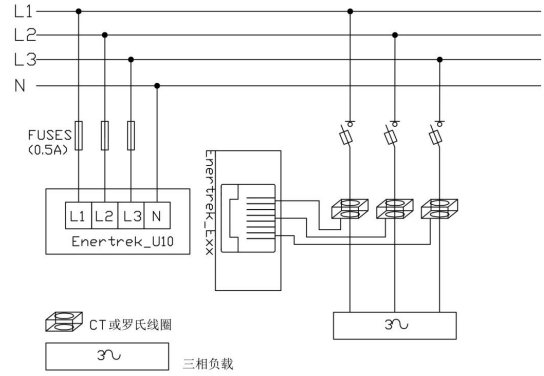 L1
L2
L3
N
FUSES
(0.5A)
L1 L2 L3 N
Enertrek_U10
Enertrek_Exx
3~
CT或罗氏线圈
3~
三相负载